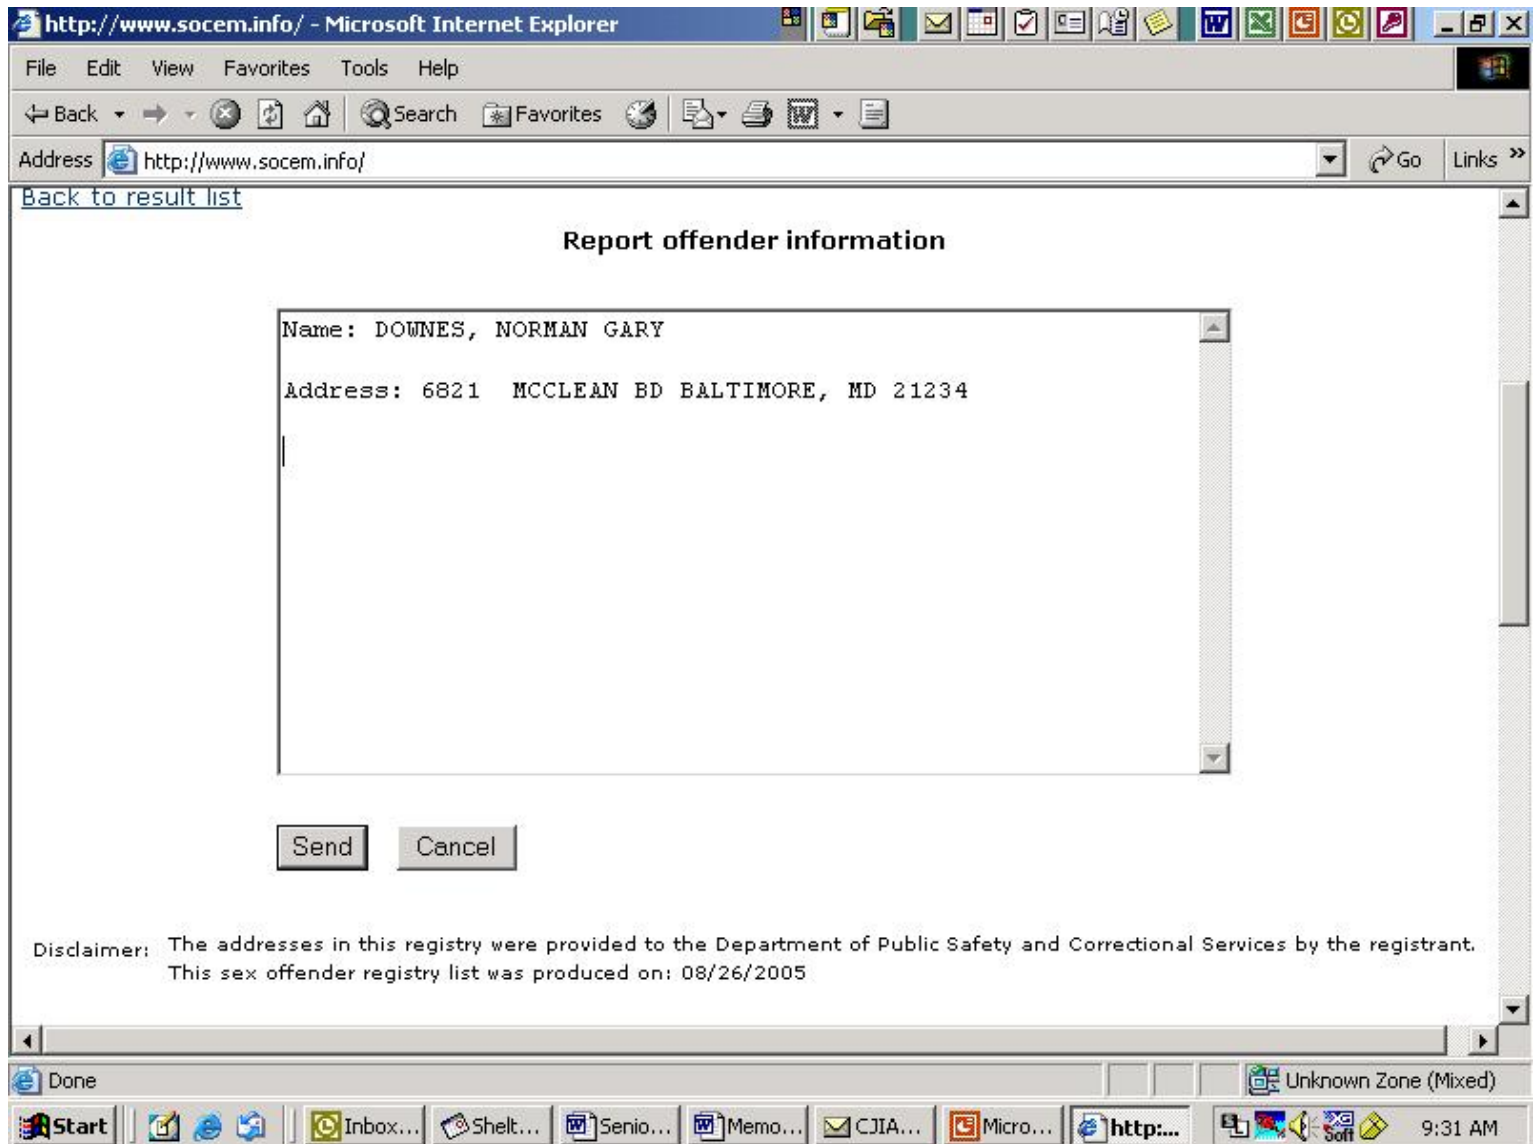 http://www.socem.info/ - Microsoft Internet Explorer
File Edit View Favorites Tools Help
Back Search Favorites
Address http://www.socem.info/ Go Links »
Back to result list
Report offender information
Name: DOWNES, NORMAN GARY
Address: 6821  MCCLEAN BD BALTIMORE, MD 21234
Send Cancel
Disclaimer: The addresses in this registry were provided to the Department of Public Safety and Correctional Services by the registrant.
This sex offender registry list was produced on: 08/26/2005
Done Unknown Zone (Mixed)
Start Inbox... Shelt... Senio... Memo... CJIA... Micro... http:... 9:31 AM